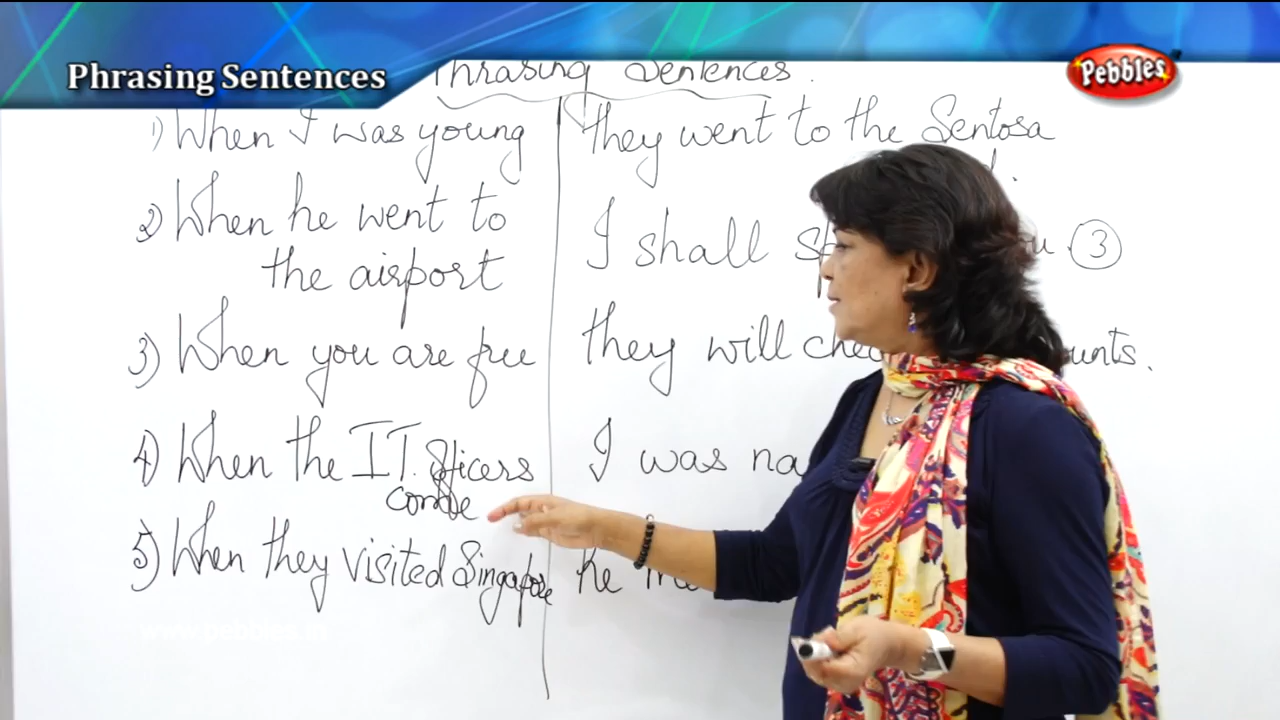 Phrasing Sentences
Pebbles
Phrasing Sentences.
1) When I was young
they went to the Sentosa
2) When he went to
the airport
I shall
3
3) When you are free
they will
4) When the I.T. officers
come
I was
5) When they visited Singapore
he